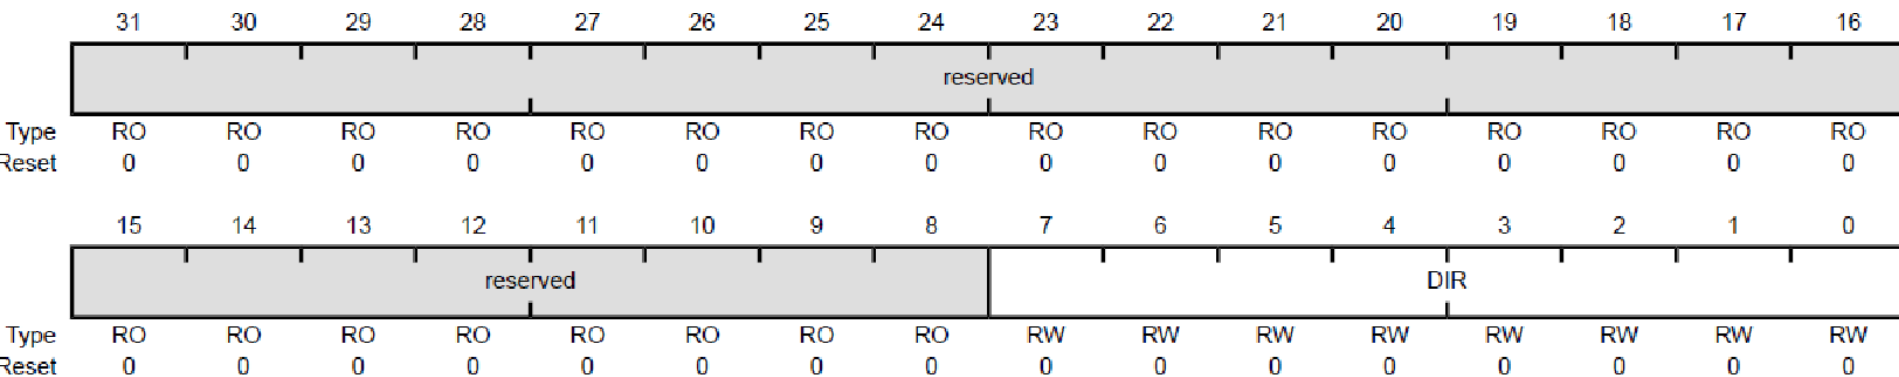 31 30 29 28 27 26 25 24 23 22 21 20 19 18 17 16
reserved
Type RO RO RO RO RO RO RO RO RO RO RO RO RO RO RO RO
Reset 0 0 0 0 0 0 0 0 0 0 0 0 0 0 0 0
15 14 13 12 11 10 9 8 7 6 5 4 3 2 1 0
reserved DIR
Type RO RO RO RO RO RO RO RO RW RW RW RW RW RW RW RW
Reset 0 0 0 0 0 0 0 0 0 0 0 0 0 0 0 0